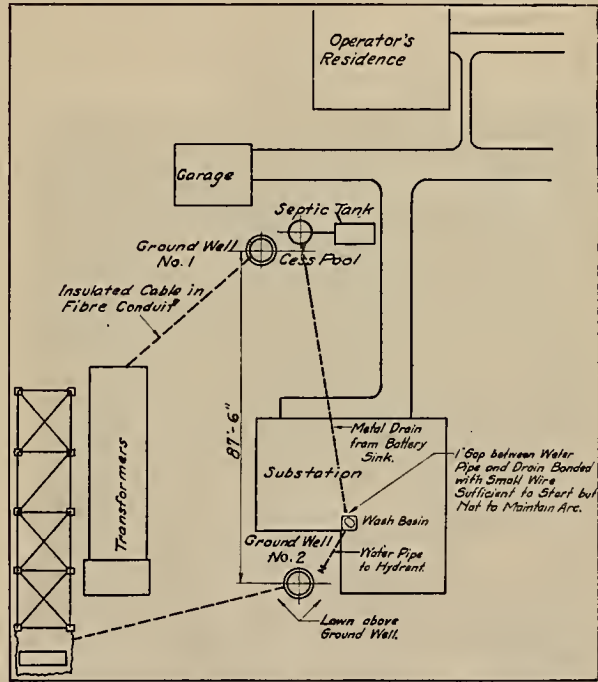 Operator's
Residence
Garage
Septic Tank
Ground Well
No. 1
Cess Pool
Insulated Cable in
Fibre Conduit
87'-6"
Transformers
Metal Drain
from Battery
Sink.
Substation
1" Gap between Water
Pipe and Drain Bonded
with Small Wire
Sufficient to Start but
Not to Maintain Arc.
Wash Basin
Ground Well
No. 2
Water Pipe
to Hydrant.
Lawn above
Ground Well.